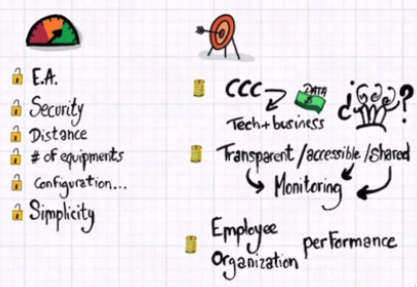 E.A.
Security
Distance
# of equipments
Configuration...
Simplicity
CCC
DATA
$
Tech+business
¿ ?
Transparent/accessible/shared
Monitoring
Employee
Organization
performance